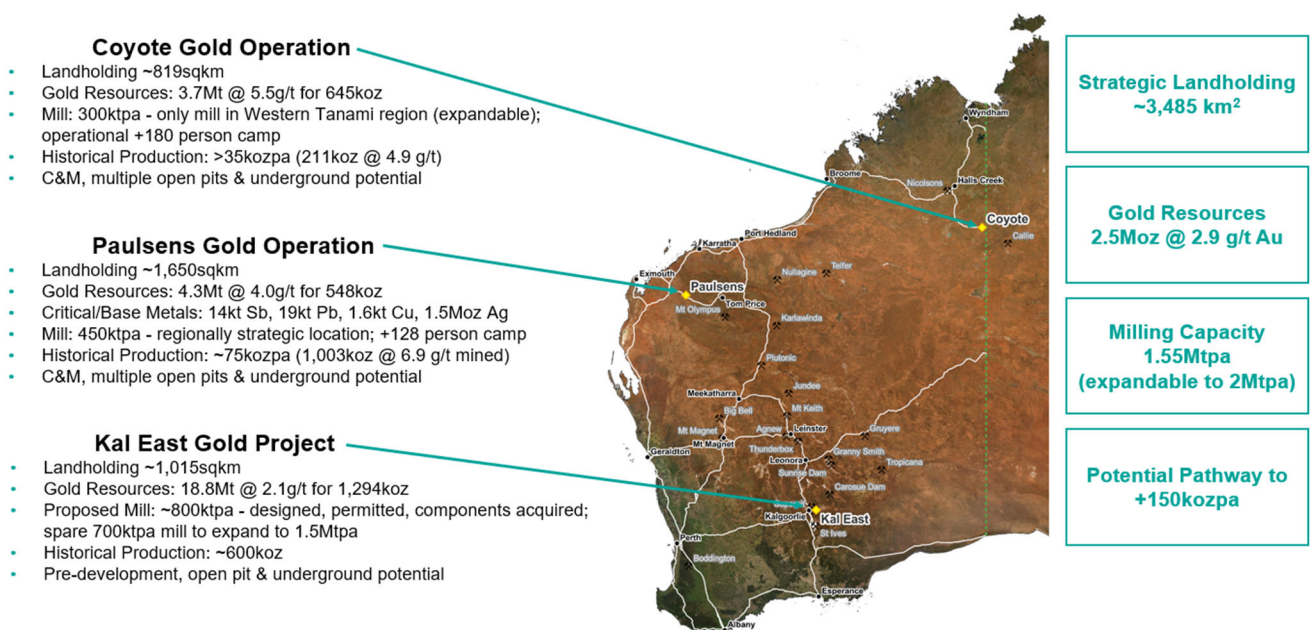 Coyote Gold Operation
• Landholding ~819sqkm
• Gold Resources: 3.7Mt @ 5.5g/t for 645koz
• Mill: 300ktpa - only mill in Western Tanami region (expandable);
operational +180 person camp
• Historical Production: >35kozpa (211koz @ 4.9 g/t)
• C&M, multiple open pits & underground potential
Paulsens Gold Operation
• Landholding ~1,650sqkm
• Gold Resources: 4.3Mt @ 4.0g/t for 548koz
• Critical/Base Metals: 14kt Sb, 19kt Pb, 1.6kt Cu, 1.5Moz Ag
• Mill: 450ktpa - regionally strategic location; +128 person camp
• Historical Production: ~75kozpa (1,003koz @ 6.9 g/t mined)
• C&M, multiple open pits & underground potential
Kal East Gold Project
• Landholding ~1,015sqkm
• Gold Resources: 18.8Mt @ 2.1g/t for 1,294koz
• Proposed Mill: ~800ktpa - designed, permitted, components acquired;
spare 700ktpa mill to expand to 1.5Mtpa
• Historical Production: ~600koz
• Pre-development, open pit & underground potential
Wyndham
Broome
Nicolsons
Halls Creek
Coyote
Callie
Port Hedland
Karratha
Exmouth
Nullagine
Telfer
Paulsens
Tom Price
Mt Olympus
Karlawinda
Plutonic
Jundee
Meekatharra
Mt Keith
Big Bell
Agnew
Leinster
Gruyere
Mt Magnet
Mt Magnet
Thunderbox
Granny Smith
Geraldton
Leonora
Sunrise Dam
Tropicana
Carosue Dam
Kalgoorlie
Kal East
St Ives
Perth
Boddington
Esperance
Albany
Strategic Landholding
~3,485 km²
Gold Resources
2.5Moz @ 2.9 g/t Au
Milling Capacity
1.55Mtpa
(expandable to 2Mtpa)
Potential Pathway to
+150kozpa